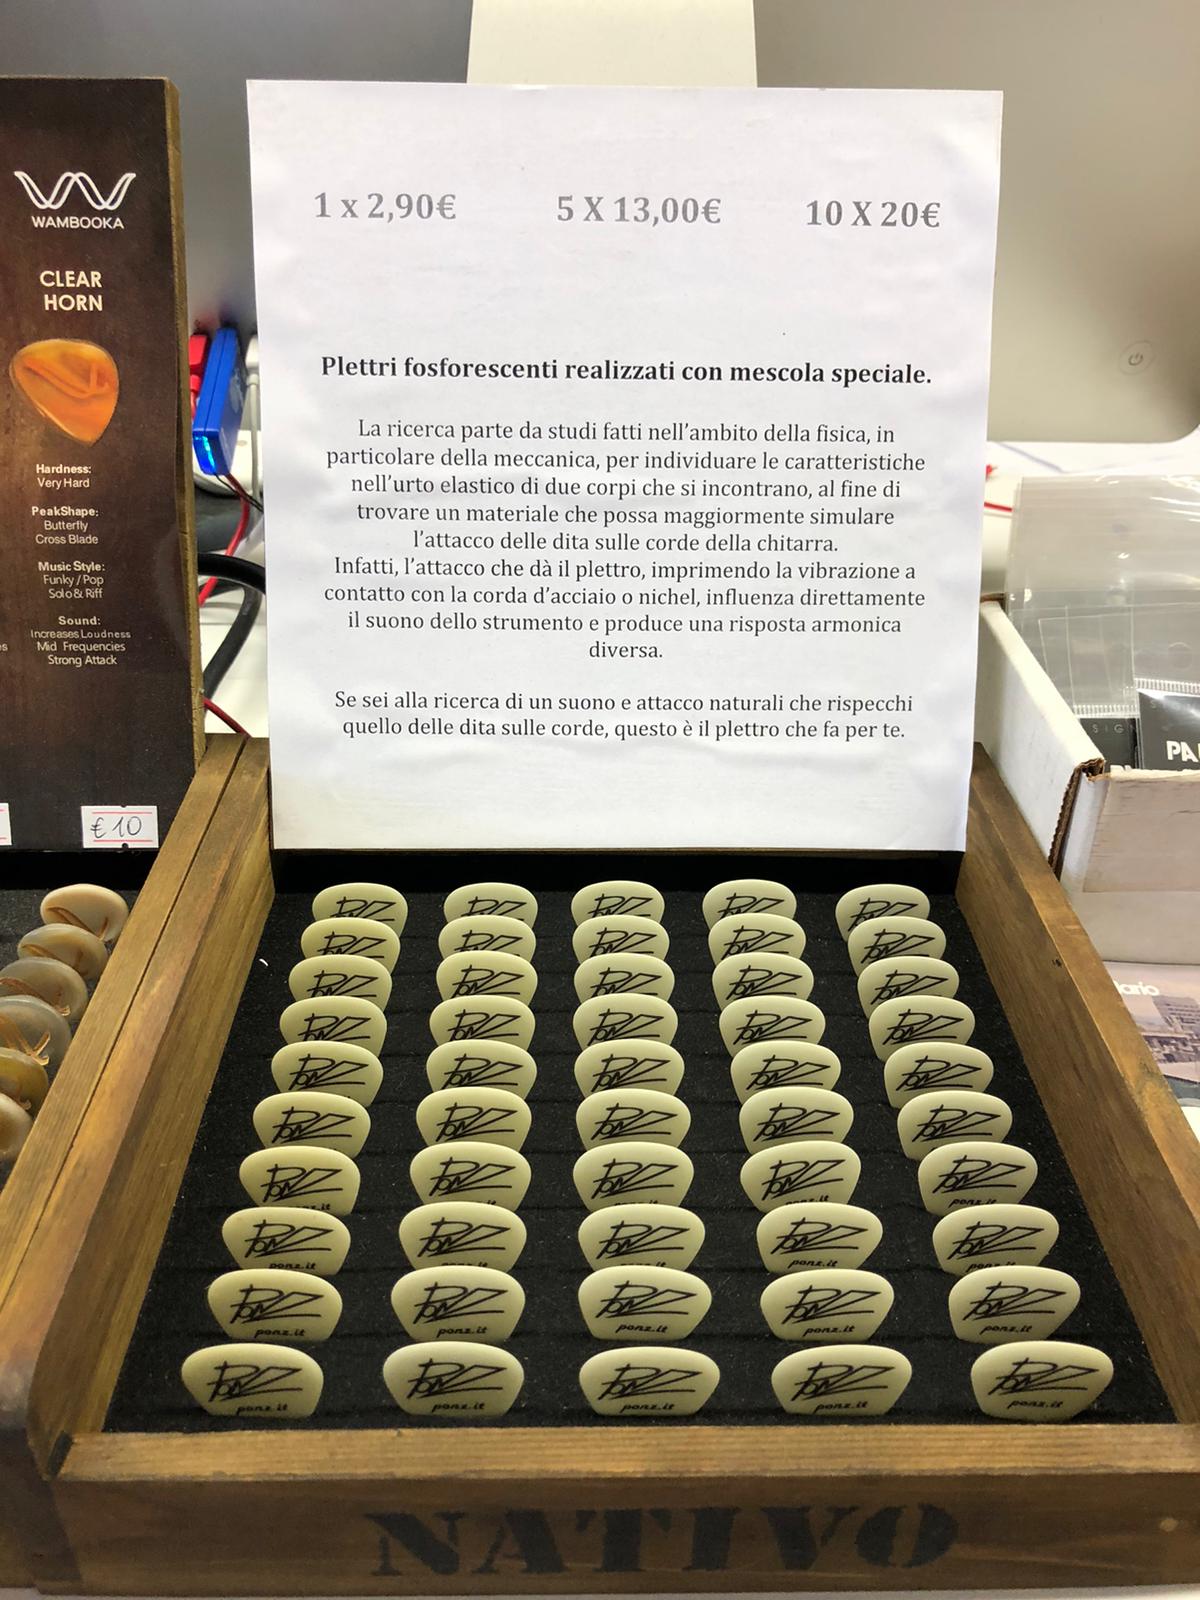 WAMBOOKA
CLEAR
HORN
Hardness:
Very Hard
PeakShape:
Butterfly
Cross Blade
Music Style:
Funky / Pop
Solo & Riff
Sound:
Increases Loudness
Mid Frequencies
Strong Attack
€10
1 x 2,90€ 5 X 13,00€ 10 X 20€
Plettri fosforescenti realizzati con mescola speciale.
La ricerca parte da studi fatti nell'ambito della fisica, in
particolare della meccanica, per individuare le caratteristiche
nell'urto elastico di due corpi che si incontrano, al fine di
trovare un materiale che possa maggiormente simulare
l'attacco delle dita sulle corde della chitarra.
Infatti, l'attacco che dà il plettro, imprimendo la vibrazione a
contatto con la corda d'acciaio o nichel, influenza direttamente
il suono dello strumento e produce una risposta armonica
diversa.
Se sei alla ricerca di un suono e attacco naturali che rispecchi
quello delle dita sulle corde, questo è il plettro che fa per te.
PonZ
ponz.it
NATIVO